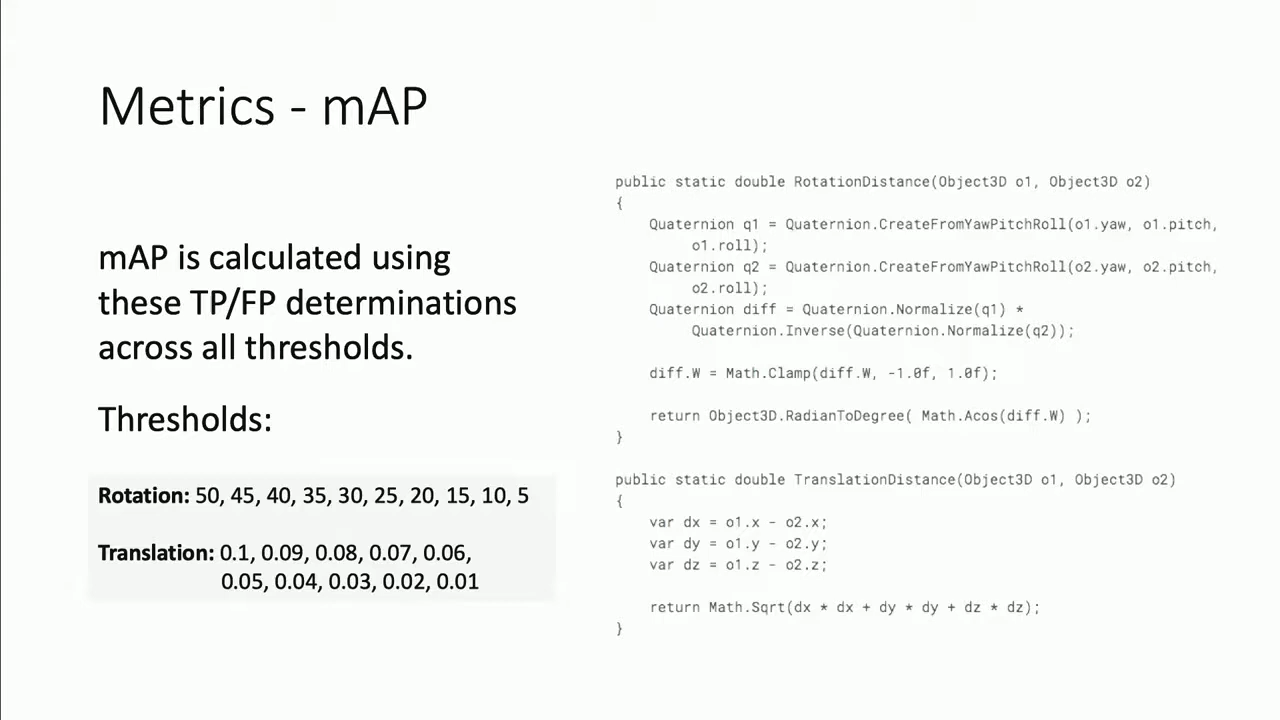 Metrics - mAP
mAP is calculated using
these TP/FP determinations
across all thresholds.
Thresholds:
Rotation: 50, 45, 40, 35, 30, 25, 20, 15, 10, 5
Translation: 0.1, 0.09, 0.08, 0.07, 0.06,
0.05, 0.04, 0.03, 0.02, 0.01
public static double RotationDistance(Object3D o1, Object3D o2)
{
Quaternion q1 = Quaternion.CreateFromYawPitchRoll(o1.yaw, o1.pitch,
o1.roll);
Quaternion q2 = Quaternion.CreateFromYawPitchRoll(o2.yaw, o2.pitch,
o2.roll);
Quaternion diff = Quaternion.Normalize(q1) *
Quaternion.Inverse(Quaternion.Normalize(q2));
diff.W = Math.Clamp(diff.W, -1.0f, 1.0f);
return Object3D.RadianToDegree( Math.Acos(diff.W) );
}
public static double TranslationDistance(Object3D o1, Object3D o2)
{
var dx = o1.x - o2.x;
var dy = o1.y - o2.y;
var dz = o1.z - o2.z;
return Math.Sqrt(dx * dx + dy * dy + dz * dz);
}